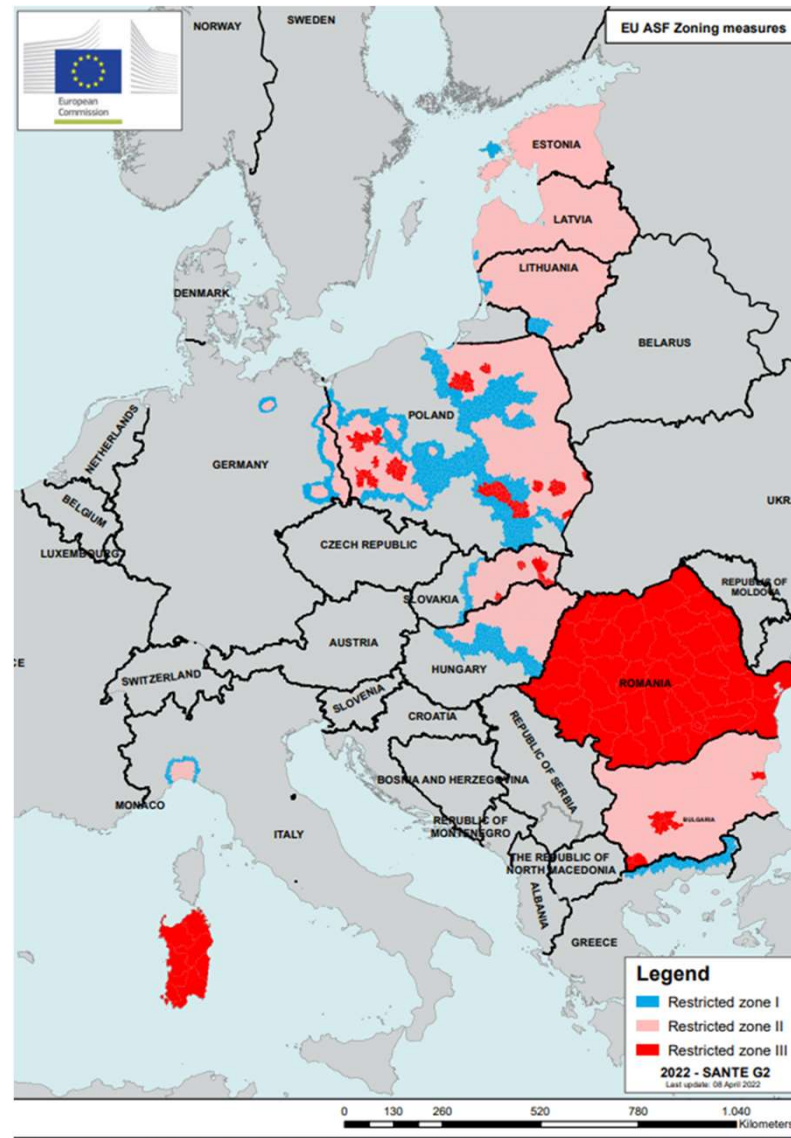 EU ASF Zoning measures
European
Commission
NORWAY
SWEDEN
ESTONIA
LATVIA
LITHUANIA
DENMARK
BELARUS
NETHERLANDS
POLAND
GERMANY
BELGIUM
UKR
LUXEMBOURG
CZECH REPUBLIC
SLOVAKIA
REPUBLIC OF
MOLDOVA
AUSTRIA
HUNGARY
CE
SWITZERLAND
ROMANIA
SLOVENIA
CROATIA
REPUBLIC OF SERBIA
BOSNIA AND HERZEGOVINA
MONACO
REPUBLIC OF
MONTENEGRO
BULGARIA
ITALY
THE REPUBLIC OF
NORTH MACEDONIA
ALBANIA
GREECE
Legend
Restricted zone I
Restricted zone II
Restricted zone III
2022 - SANTE G2
Last update: 08 April 2022
0 130 260 520 780 1.040
Kilometers